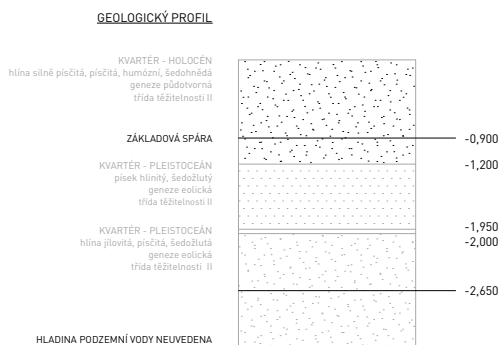 GEOLOGICKÝ PROFIL
KVARTÉR - HOLOCÉN
hlína silně písčitá, písčitá, humózní, šedohnědá
geneze půdotvorná
třída těžitelnosti II
ZÁKLADOVÁ SPÁRA
-0,900
-1,200
KVARTÉR - PLEISTOCEÁN
písek hlinitý, šedožlutý
geneze eolická
třída těžitelnosti II
-1,950
KVARTÉR - PLEISTOCEÁN
hlína jílovitá, písčitá, šedožlutá
-2,000
geneze eolická
třída těžitelnosti II
-2,650
HLADINA PODZEMNÍ VODY NEUVEDENA